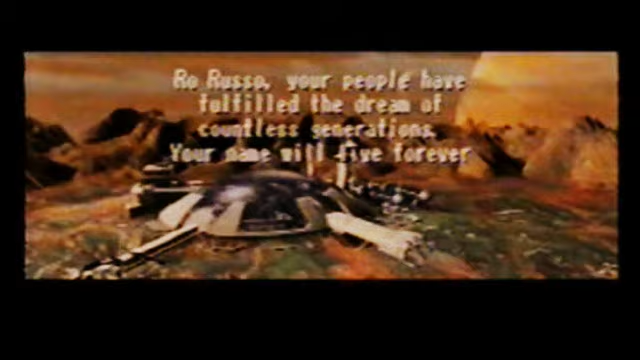 Ro Russo, your people have
fulfilled the dream of
countless generations.
Your name will live forever